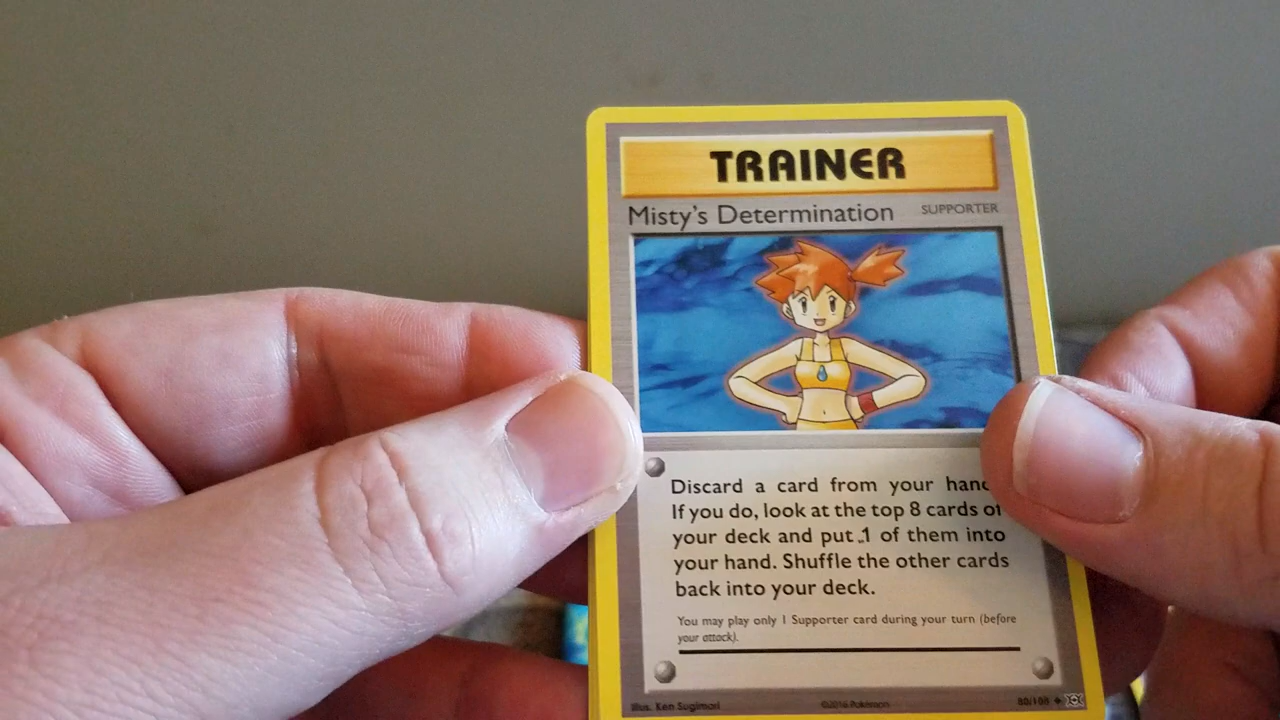 TRAINER
Misty's Determination SUPPORTER
Discard a card from your hand
If you do, look at the top 8 cards of
your deck and put 1 of them into
your hand. Shuffle the other cards
back into your deck.
You may play only 1 Supporter card during your turn (before
your attack).
Illus. Ken Sugimori ©2016 Pokémon 80/108